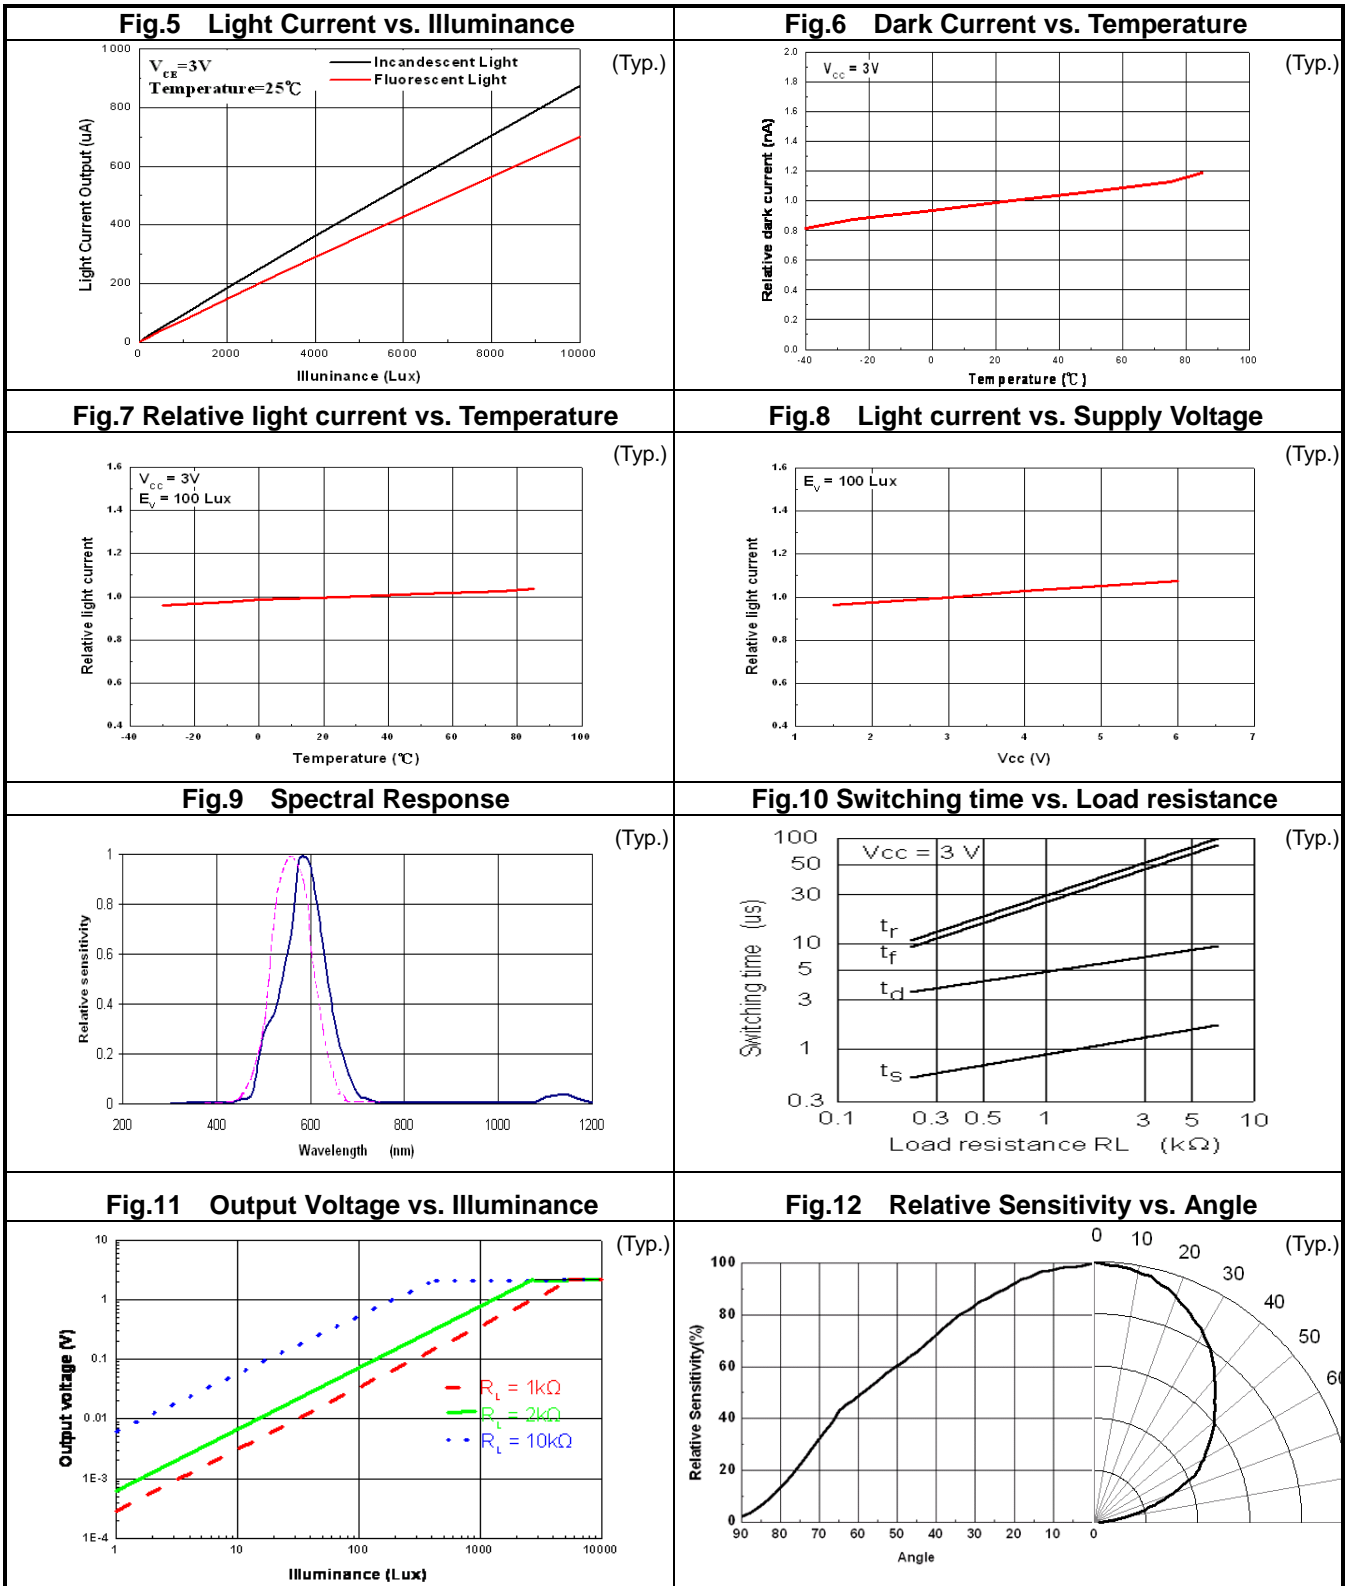 Fig.5 Light Current vs. Illuminance
(Typ.)
V_CE=3V
Temperature=25℃
Incandescent Light
Fluorescent Light
Light Current Output (uA)
1000
800
600
400
200
0
0 2000 4000 6000 8000 10000
Illuninance (Lux)
Fig.6 Dark Current vs. Temperature
(Typ.)
V_cc = 3V
Relative dark current (nA)
2.0
1.8
1.6
1.4
1.2
1.0
0.8
0.6
0.4
0.2
0.0
-40 -20 0 20 40 60 80 100
Temperature (℃)
Fig.7 Relative light current vs. Temperature
(Typ.)
V_cc = 3V
E_v = 100 Lux
Relative light current
1.6
1.4
1.2
1.0
0.8
0.6
0.4
-40 -20 0 20 40 60 80 100
Temperature (℃)
Fig.8 Light current vs. Supply Voltage
(Typ.)
E_v = 100 Lux
Relative light current
1.6
1.4
1.2
1.0
0.8
0.6
0.4
1 2 3 4 5 6 7
Vcc (V)
Fig.9 Spectral Response
(Typ.)
Relative sensitivity
1
0.8
0.6
0.4
0.2
0
200 400 600 800 1000 1200
Wavelength (nm)
Fig.10 Switching time vs. Load resistance
(Typ.)
Vcc = 3 V
Switching time (us)
100
50
30
10
5
3
1
0.3
t_r
t_f
t_d
t_s
0.1 0.3 0.5 1 3 5 10
Load resistance RL (kΩ)
Fig.11 Output Voltage vs. Illuminance
(Typ.)
Output voltage (V)
10
1
0.1
0.01
1E-3
1E-4
R_L = 1kΩ
R_L = 2kΩ
R_L = 10kΩ
1 10 100 1000 10000
Illuminance (Lux)
Fig.12 Relative Sensitivity vs. Angle
(Typ.)
Relative Sensitivity(%)
100
80
60
40
20
0
90 80 70 60 50 40 30 20 10 0
Angle
0 10 20 30 40 50